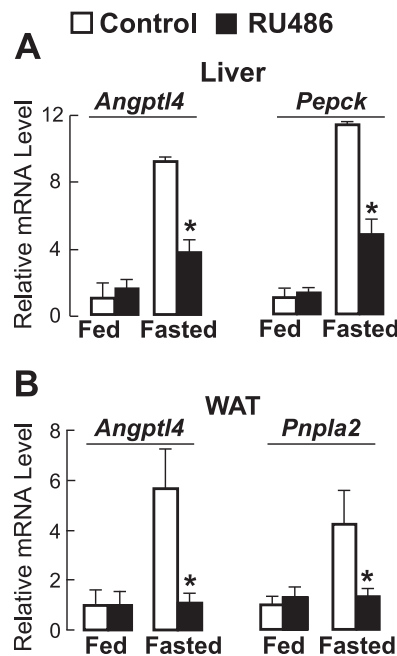 Control RU486
A
Liver
Angptl4 Pepck
Relative mRNA Level
12
8
4
0
* *
Fed Fasted Fed Fasted
B
WAT
Angptl4 Pnpla2
Relative mRNA Level
8
6
4
2
0
* *
Fed Fasted Fed Fasted